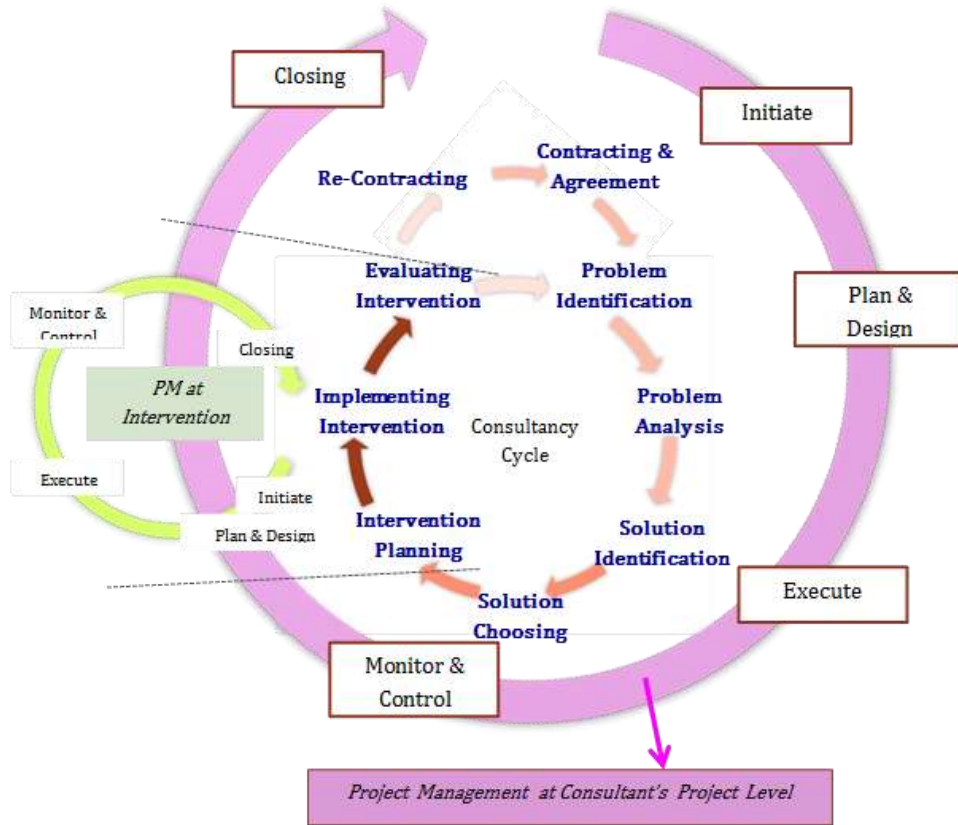 Closing
Initiate
Contracting &
Agreement
Re-Contracting
Evaluating
Intervention
Problem
Identification
Plan &
Design
Monitor &
Control
Closing
PM at
Intervention
Implementing
Intervention
Consultancy
Cycle
Problem
Analysis
Execute
Initiate
Plan & Design
Intervention
Planning
Solution
Identification
Solution
Choosing
Execute
Monitor &
Control
Project Management at Consultant's Project Level